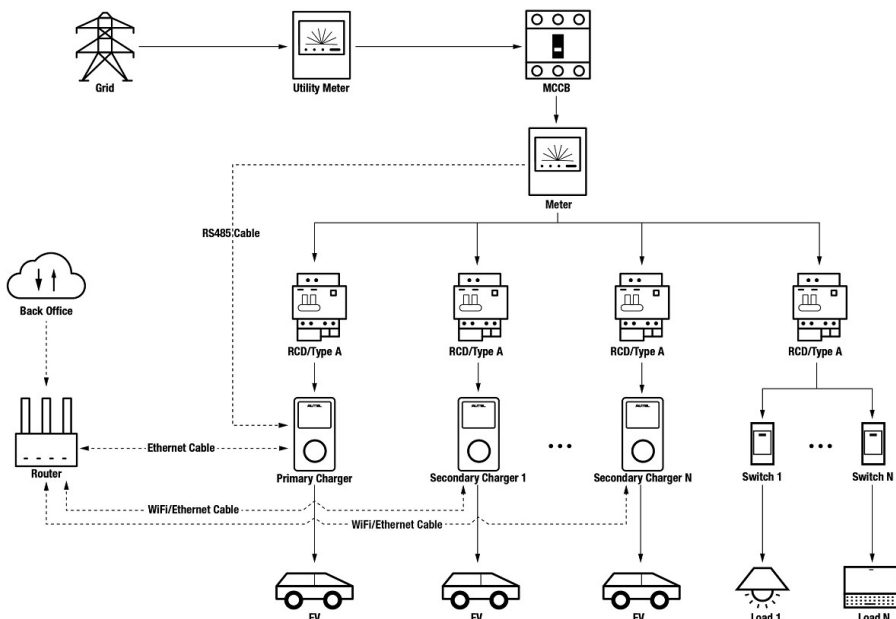 Grid
Utility Meter
MCCB
Meter
RS485 Cable
Back Office
RCD/Type A
RCD/Type A
RCD/Type A
RCD/Type A
AUTEL
AUTEL
AUTEL
Ethernet Cable
Router
Primary Charger
Secondary Charger 1
Secondary Charger N
Switch 1
Switch N
WiFi/Ethernet Cable
WiFi/Ethernet Cable
EV
EV
EV
Load 1
Load N